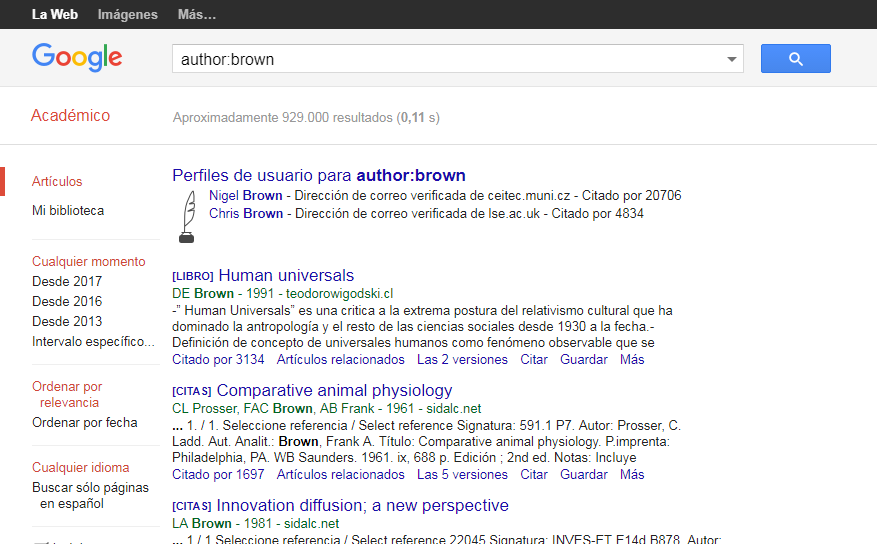 La Web Imágenes Más...
Google author:brown
Académico Aproximadamente 929.000 resultados (0,11 s)
Artículos
Mi biblioteca
Cualquier momento
Desde 2017
Desde 2016
Desde 2013
Intervalo específico...
Ordenar por
relevancia
Ordenar por fecha
Cualquier idioma
Buscar sólo páginas
en español
Perfiles de usuario para author:brown
Nigel Brown - Dirección de correo verificada de ceitec.muni.cz - Citado por 20706
Chris Brown - Dirección de correo verificada de lse.ac.uk - Citado por 4834
[LIBRO] Human universals
DE Brown - 1991 - teodorowigodski.cl
-" Human Universals" es una critica a la extrema postura del relativismo cultural que ha
dominado la antropología y el resto de las ciencias sociales desde 1930 a la fecha.-
Definición de concepto de universales humanos como fenómeno observable que se
Citado por 3134 Artículos relacionados Las 2 versiones Citar Guardar Más
[CITAS] Comparative animal physiology
CL Prosser, FAC Brown, AB Frank - 1961 - sidalc.net
... 1. / 1. Seleccione referencia / Select reference Signatura: 591.1 P7. Autor: Prosser, C.
Ladd. Aut. Analit.: Brown, Frank A. Título: Comparative animal physiology. P.imprenta:
Philadelphia, PA. WB Saunders. 1961. ix, 688 p. Edición ; 2nd ed. Notas: Incluye
Citado por 1697 Artículos relacionados Las 5 versiones Citar Guardar Más
[CITAS] Innovation diffusion; a new perspective
LA Brown - 1981 - sidalc.net
... 1. / 1 Seleccione referencia / Select reference 22045 Signatura: INVES-ET E14d B878. Autor: